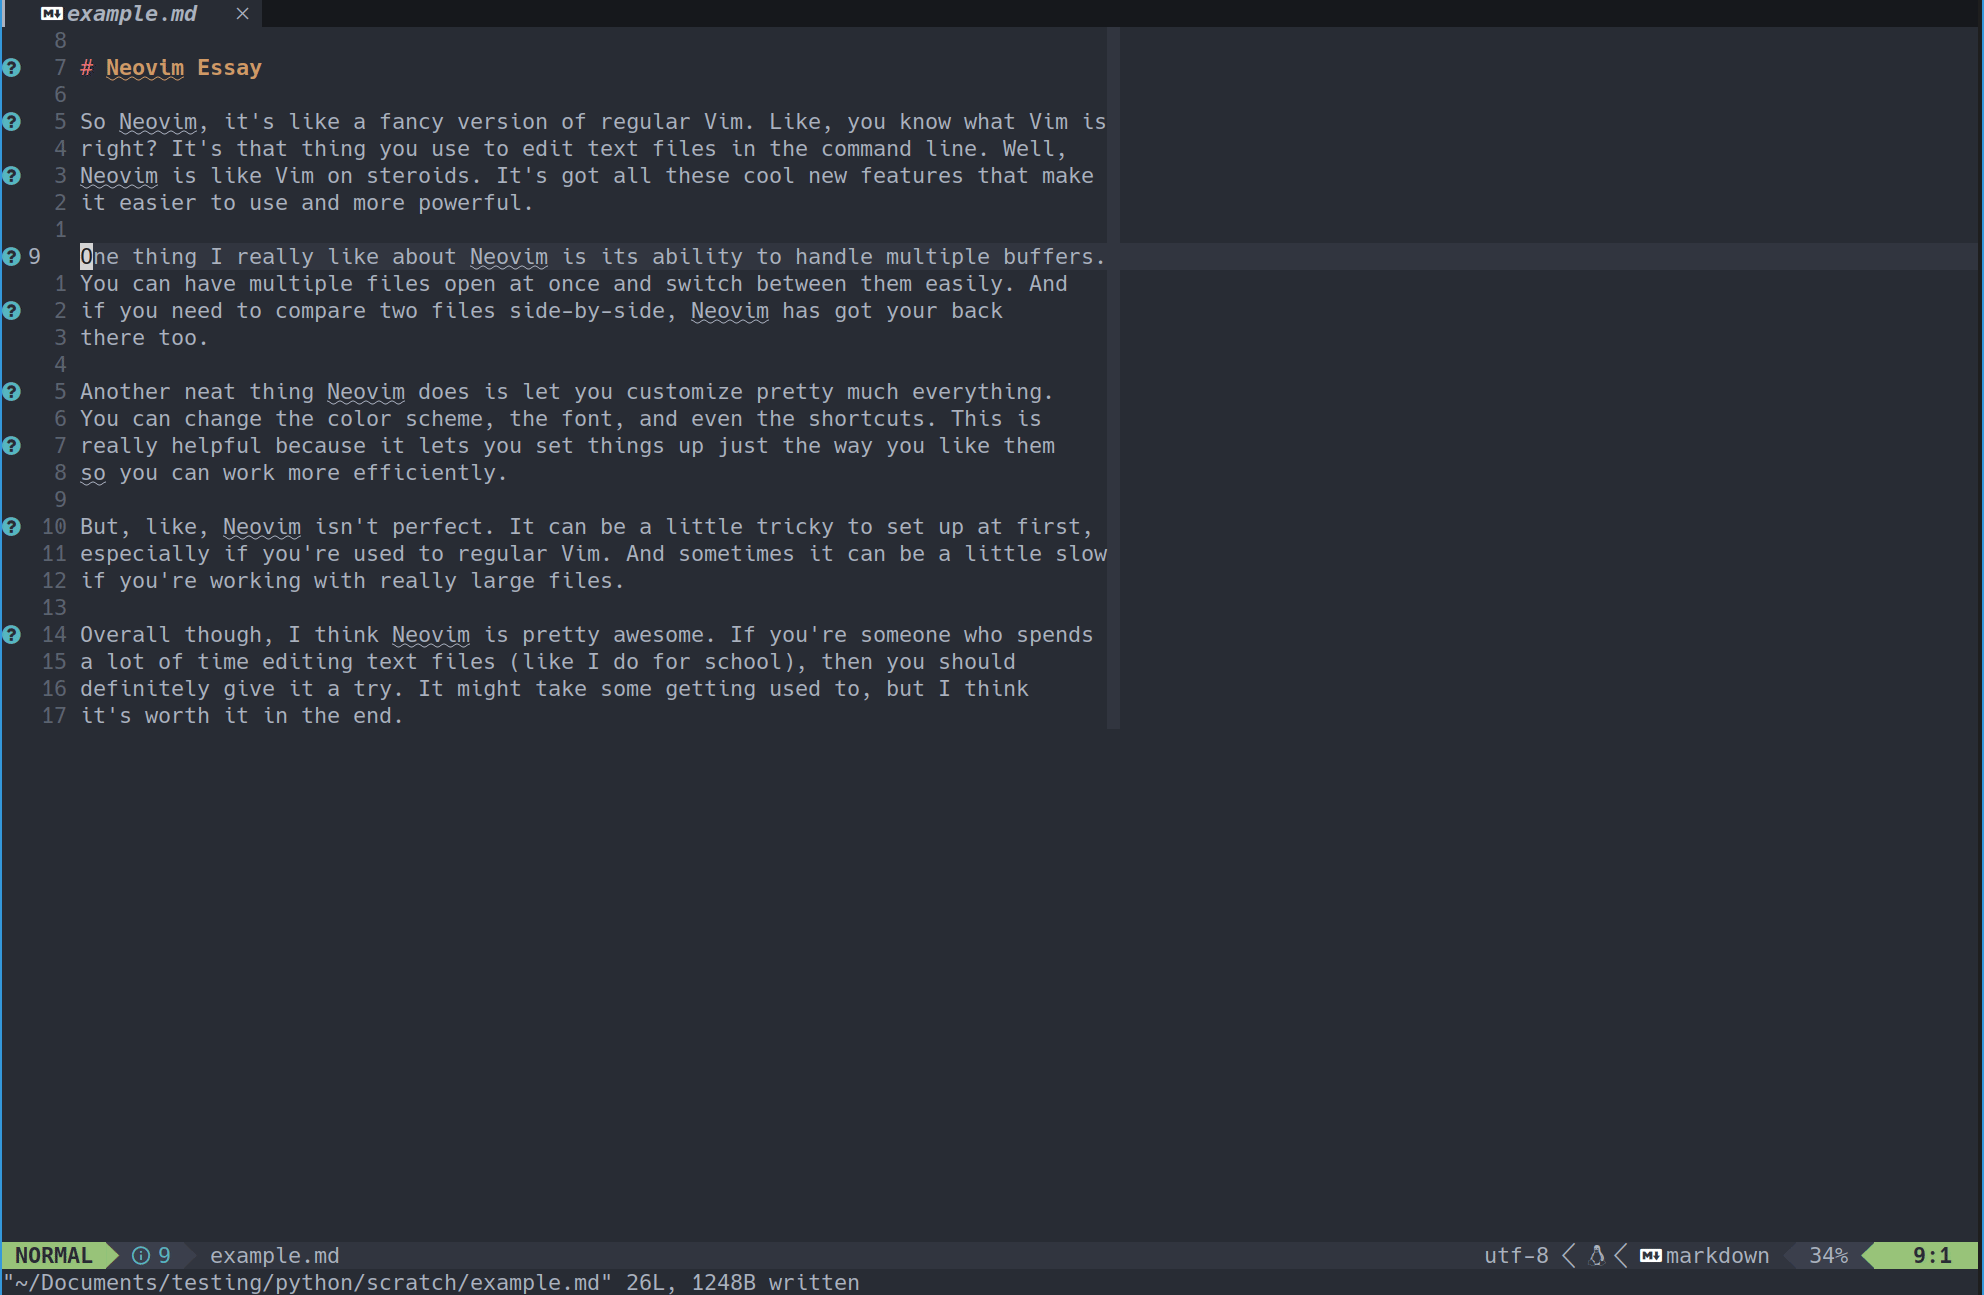 example.md ×
8
7 # Neovim Essay
6
5 So Neovim, it's like a fancy version of regular Vim. Like, you know what Vim is
4 right? It's that thing you use to edit text files in the command line. Well,
3 Neovim is like Vim on steroids. It's got all these cool new features that make
2 it easier to use and more powerful.
1
9 One thing I really like about Neovim is its ability to handle multiple buffers.
1 You can have multiple files open at once and switch between them easily. And
2 if you need to compare two files side-by-side, Neovim has got your back
3 there too.
4
5 Another neat thing Neovim does is let you customize pretty much everything.
6 You can change the color scheme, the font, and even the shortcuts. This is
7 really helpful because it lets you set things up just the way you like them
8 so you can work more efficiently.
9
10 But, like, Neovim isn't perfect. It can be a little tricky to set up at first,
11 especially if you're used to regular Vim. And sometimes it can be a little slow
12 if you're working with really large files.
13
14 Overall though, I think Neovim is pretty awesome. If you're someone who spends
15 a lot of time editing text files (like I do for school), then you should
16 definitely give it a try. It might take some getting used to, but I think
17 it's worth it in the end.
NORMAL 9 example.md utf-8 markdown 34% 9:1
"~/Documents/testing/python/scratch/example.md" 26L, 1248B written